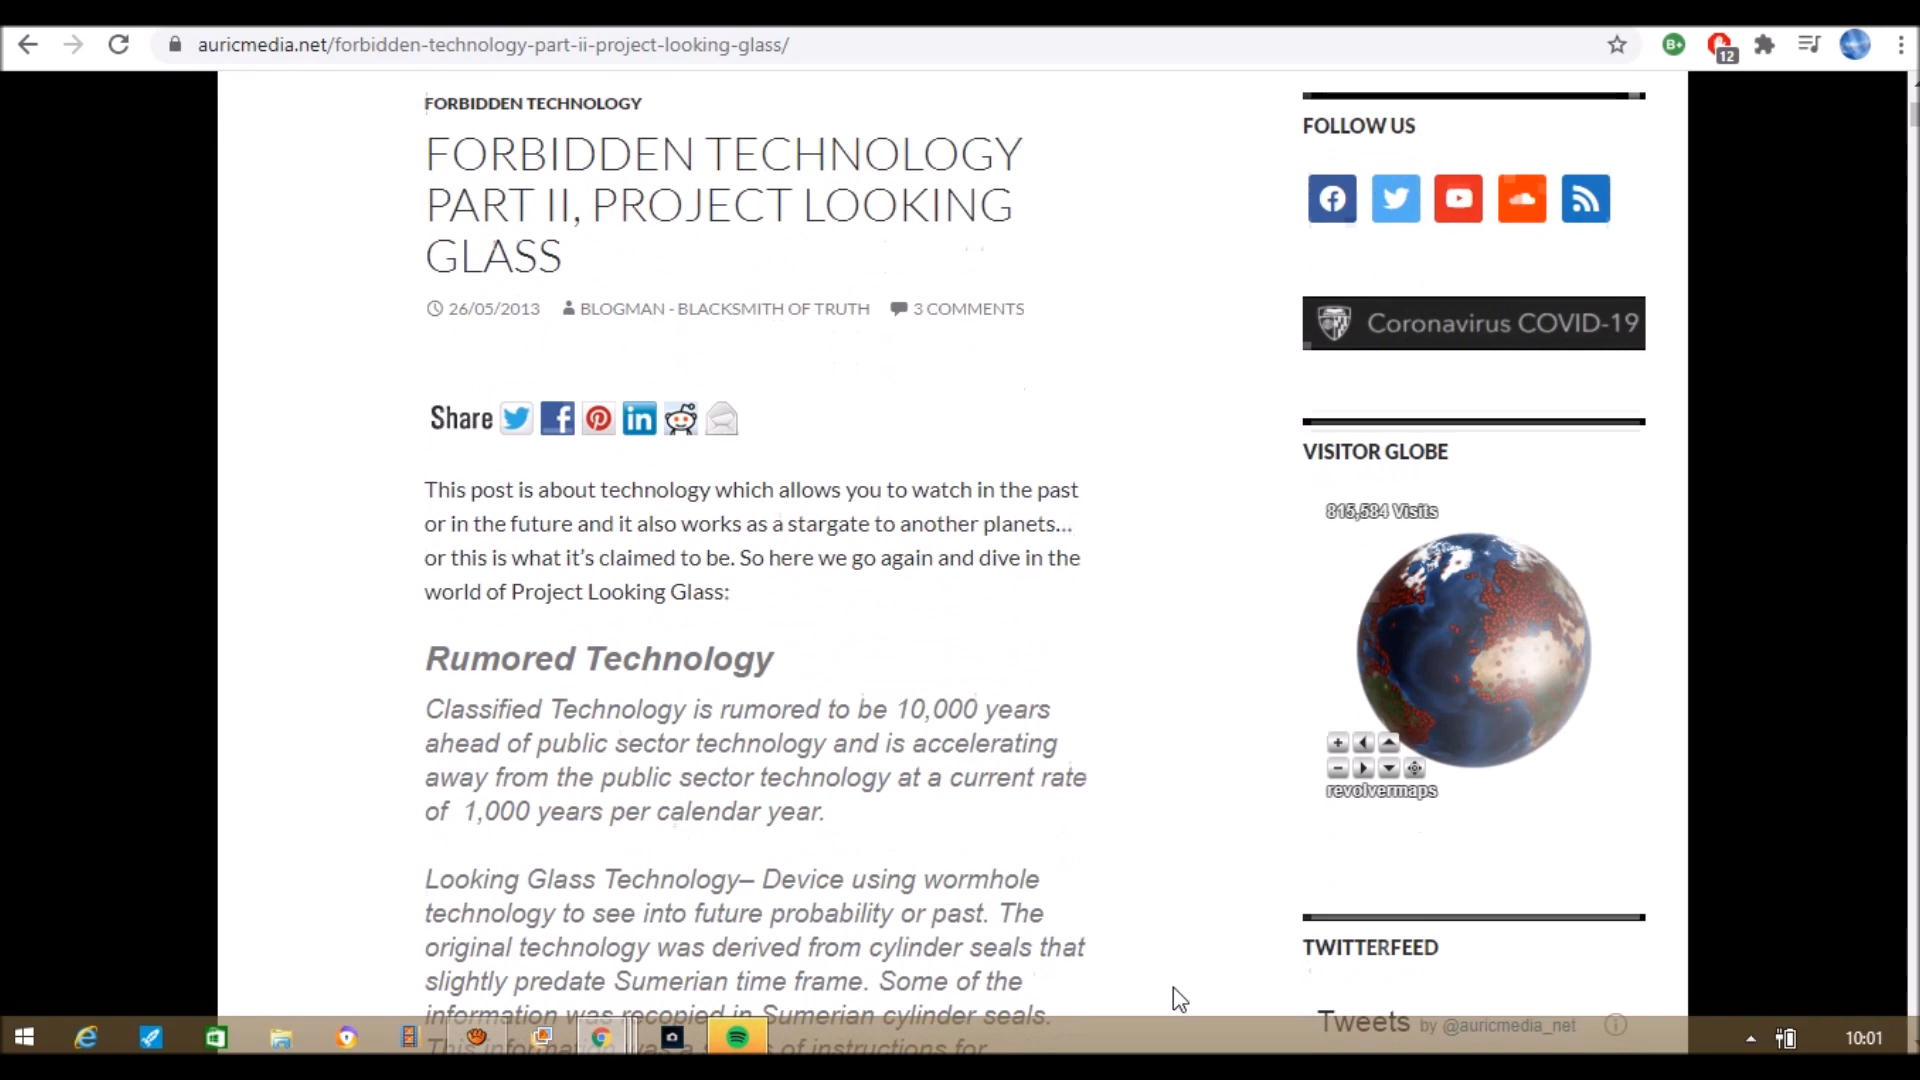 auricmedia.net/forbidden-technology-part-ii-project-looking-glass/
B+
12
FORBIDDEN TECHNOLOGY
FORBIDDEN TECHNOLOGY
PART II, PROJECT LOOKING
GLASS
26/05/2013 BLOGMAN - BLACKSMITH OF TRUTH 3 COMMENTS
Share
This post is about technology which allows you to watch in the past
or in the future and it also works as a stargate to another planets...
or this is what it's claimed to be. So here we go again and dive in the
world of Project Looking Glass:
Rumored Technology
Classified Technology is rumored to be 10,000 years
ahead of public sector technology and is accelerating
away from the public sector technology at a current rate
of 1,000 years per calendar year.
Looking Glass Technology– Device using wormhole
technology to see into future probability or past. The
original technology was derived from cylinder seals that
slightly predate Sumerian time frame. Some of the
information was recopied in Sumerian cylinder seals.
This information was a of instructions for
FOLLOW US
Coronavirus COVID-19
VISITOR GLOBE
815,584 Visits
revolvermaps
TWITTERFEED
Tweets by @auricmedia_net
10:01